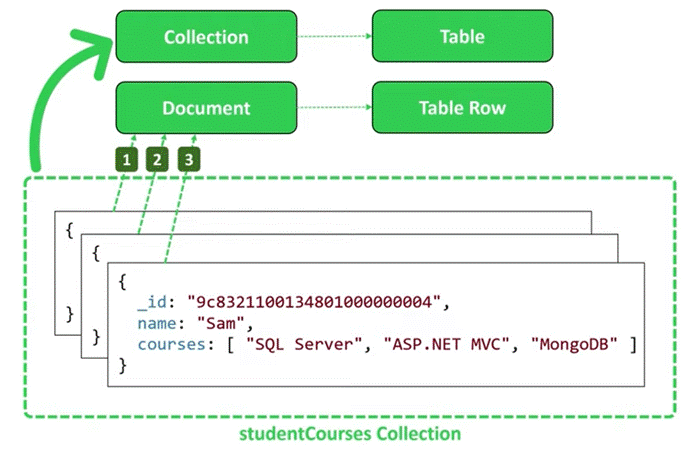 Collection
Table
Document
Table Row
1
2
3
{
}
{
}
{
_id: "9c8321100134801000000004",
name: "Sam",
courses: [ "SQL Server", "ASP.NET MVC", "MongoDB" ]
}
studentCourses Collection